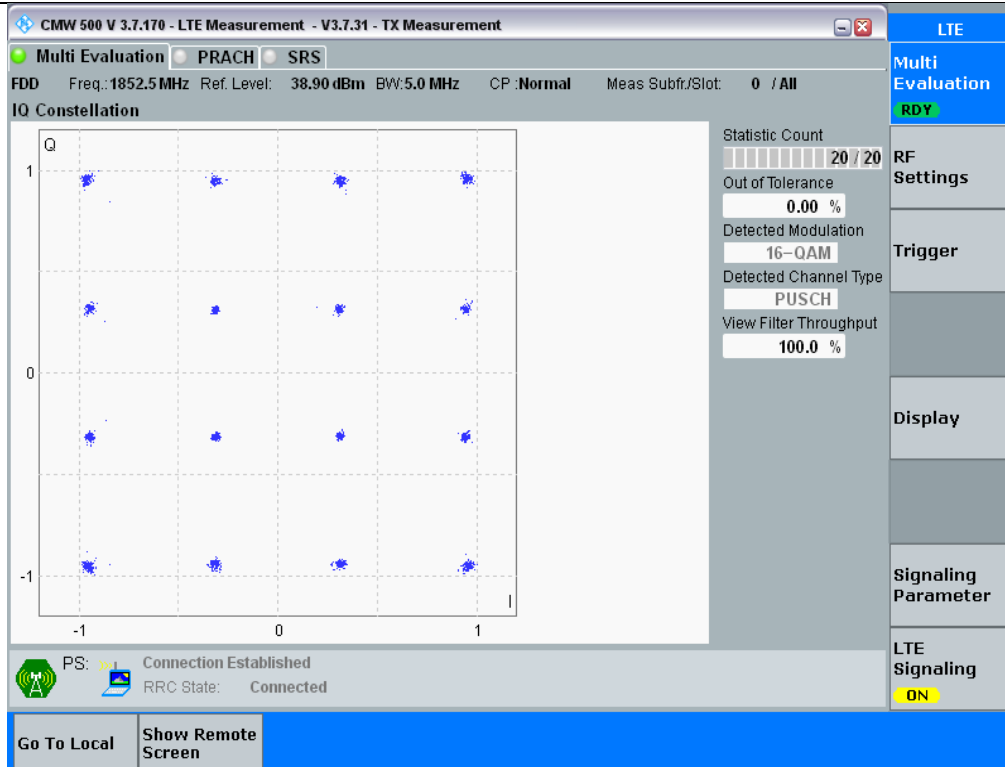 CMW 500 V 3.7.170 - LTE Measurement - V3.7.31 - TX Measurement
LTE
Multi Evaluation PRACH SRS
FDD Freq.:1852.5 MHz Ref. Level: 38.90 dBm BW:5.0 MHz CP :Normal Meas Subfr./Slot: 0 / All
IQ Constellation
Q
1
0
-1
I
-1 0 1
Statistic Count
20 / 20
Out of Tolerance
0.00 %
Detected Modulation
16-QAM
Detected Channel Type
PUSCH
View Filter Throughput
100.0 %
Multi
Evaluation
RDY
RF
Settings
Trigger
Display
Signaling
Parameter
LTE
Signaling
ON
PS: Connection Established
RRC State: Connected
Go To Local
Show Remote
Screen